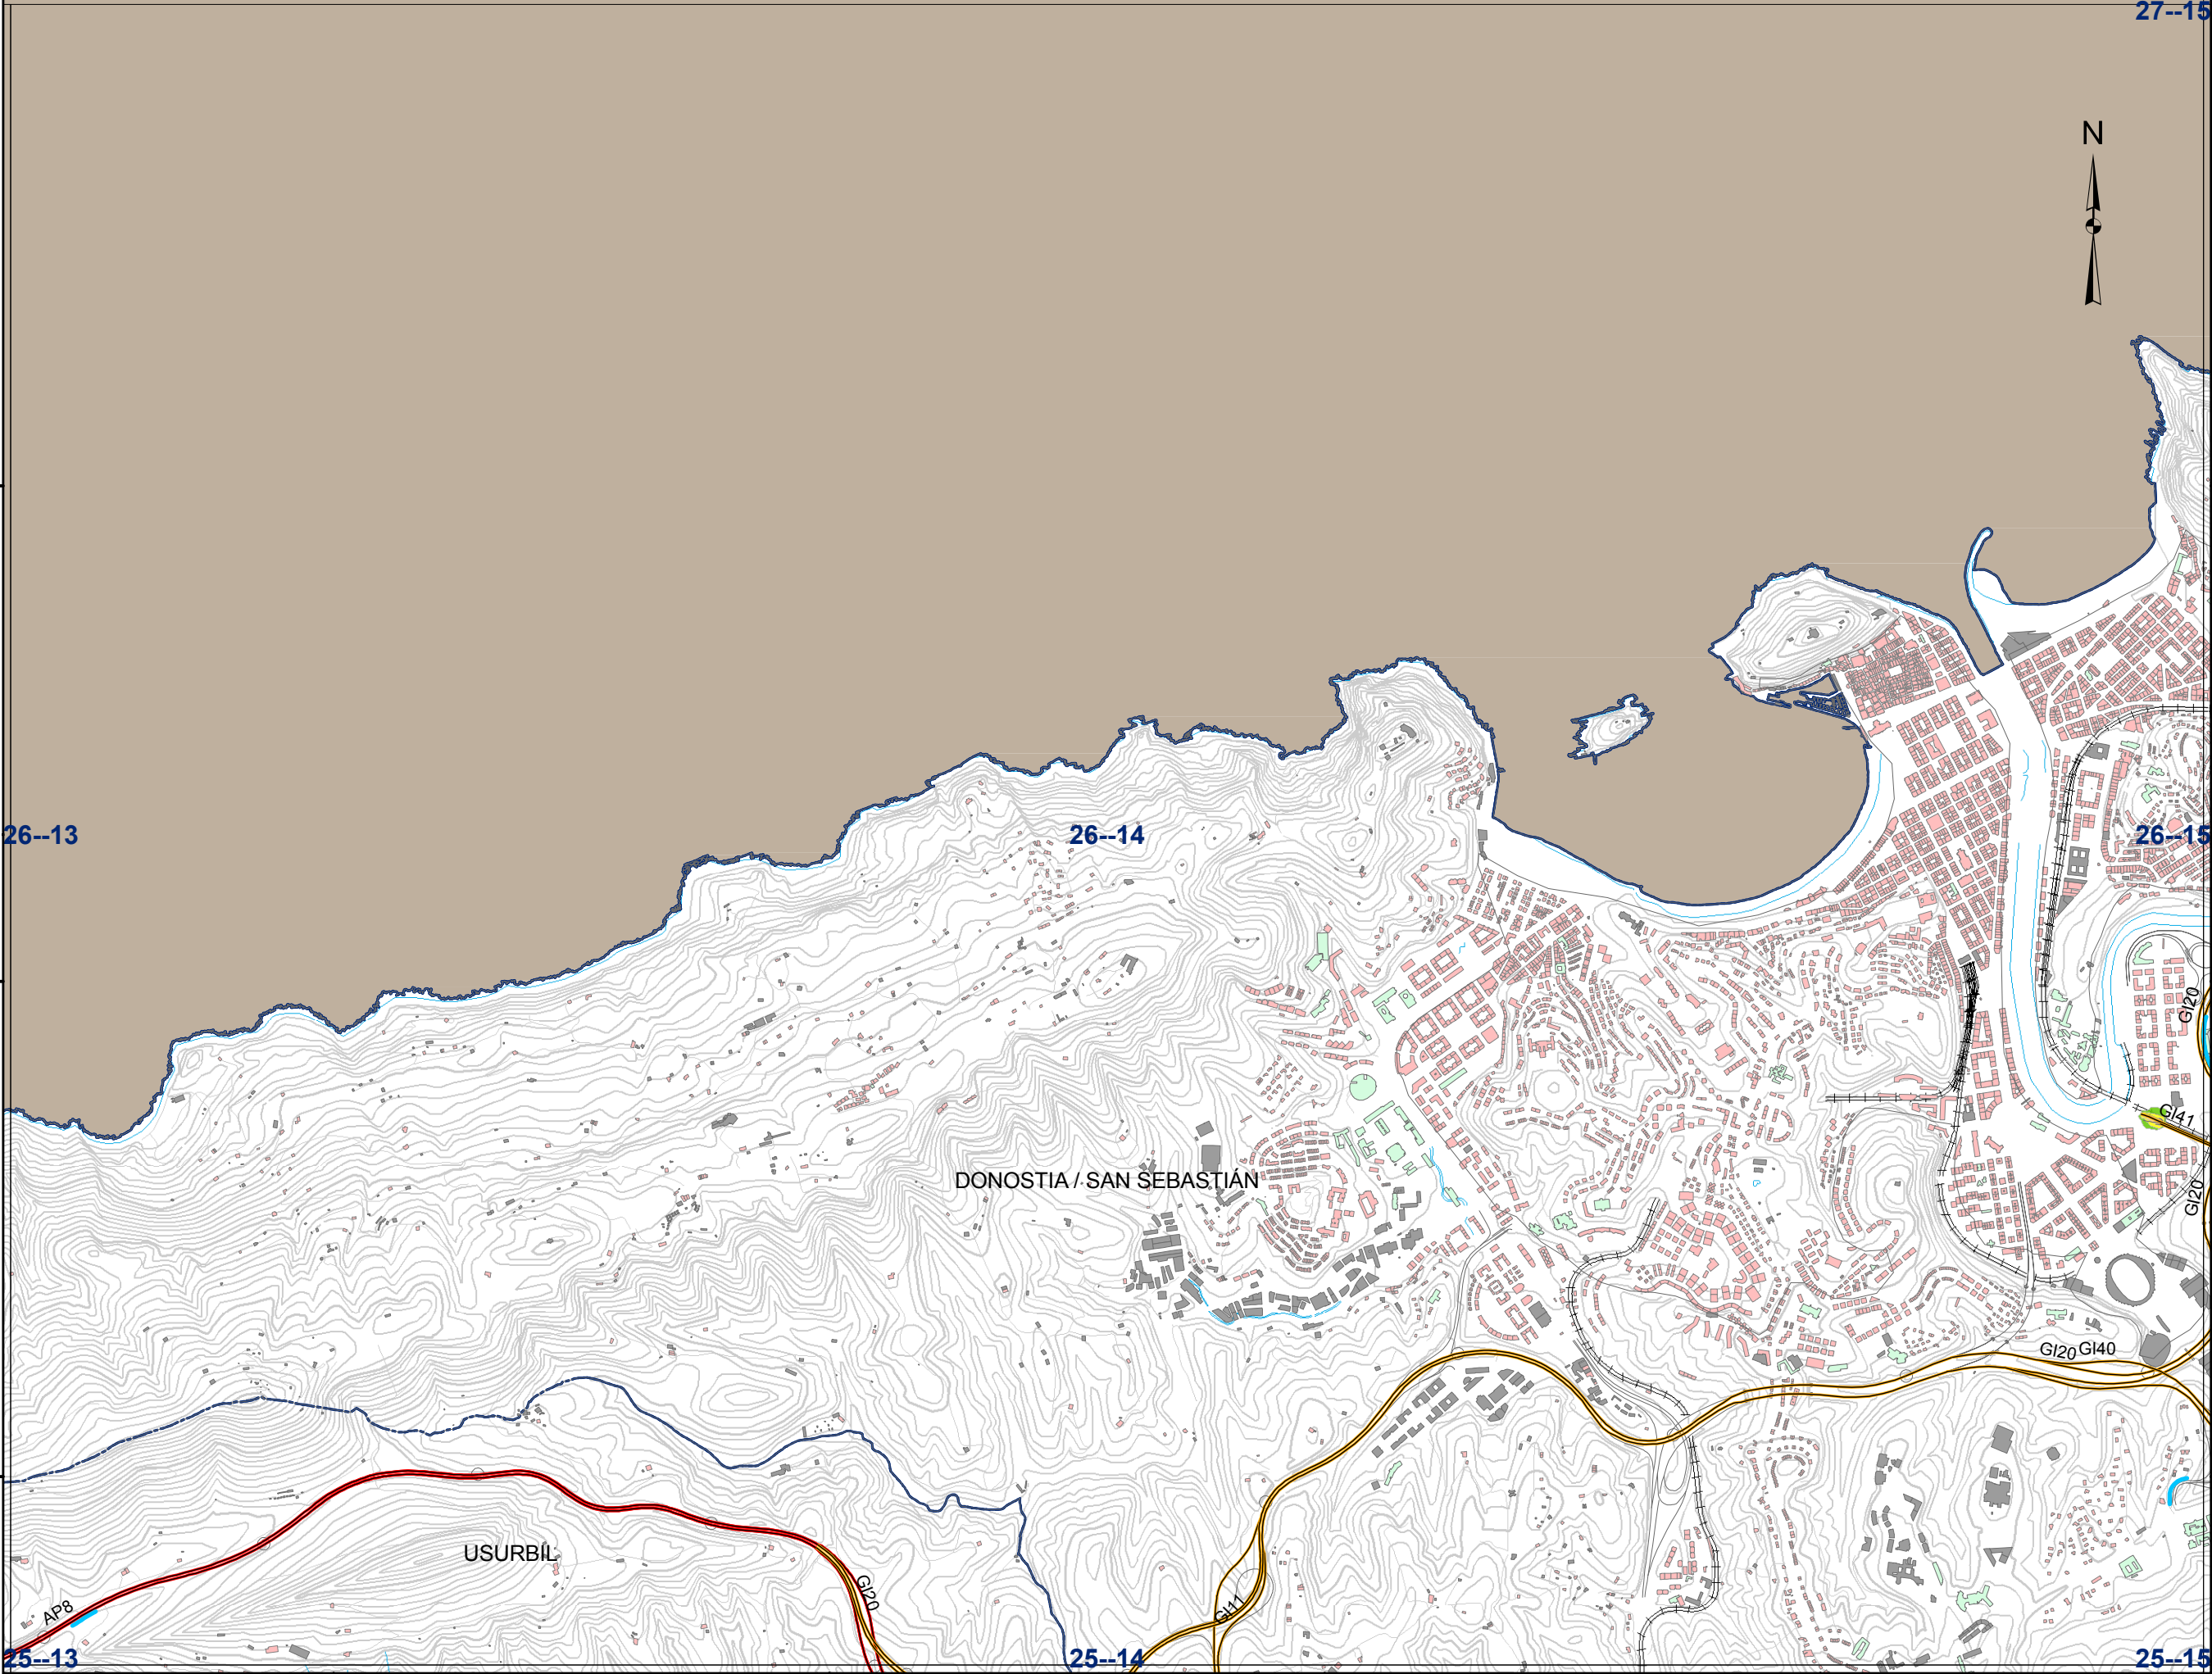 27--15
N
26--13
26--14
26--15
GI20
GI41
DONOSTIA / SAN SEBASTIÁN
GI20
GI20 GI40
USURBIL
GI20
AP8
GI11
25--13
25--14
25--15